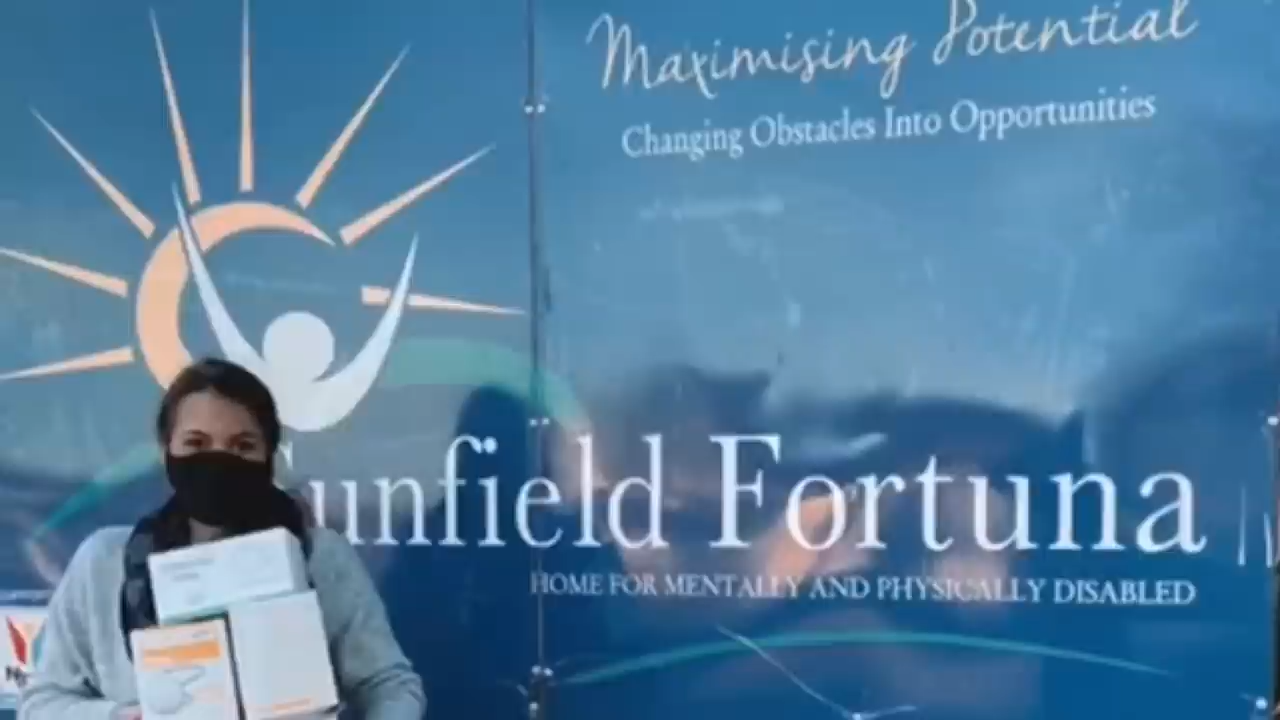 Maximising Potential
Changing Obstacles Into Opportunities
unfield Fortuna
HOME FOR MENTALLY AND PHYSICALLY DISABLED